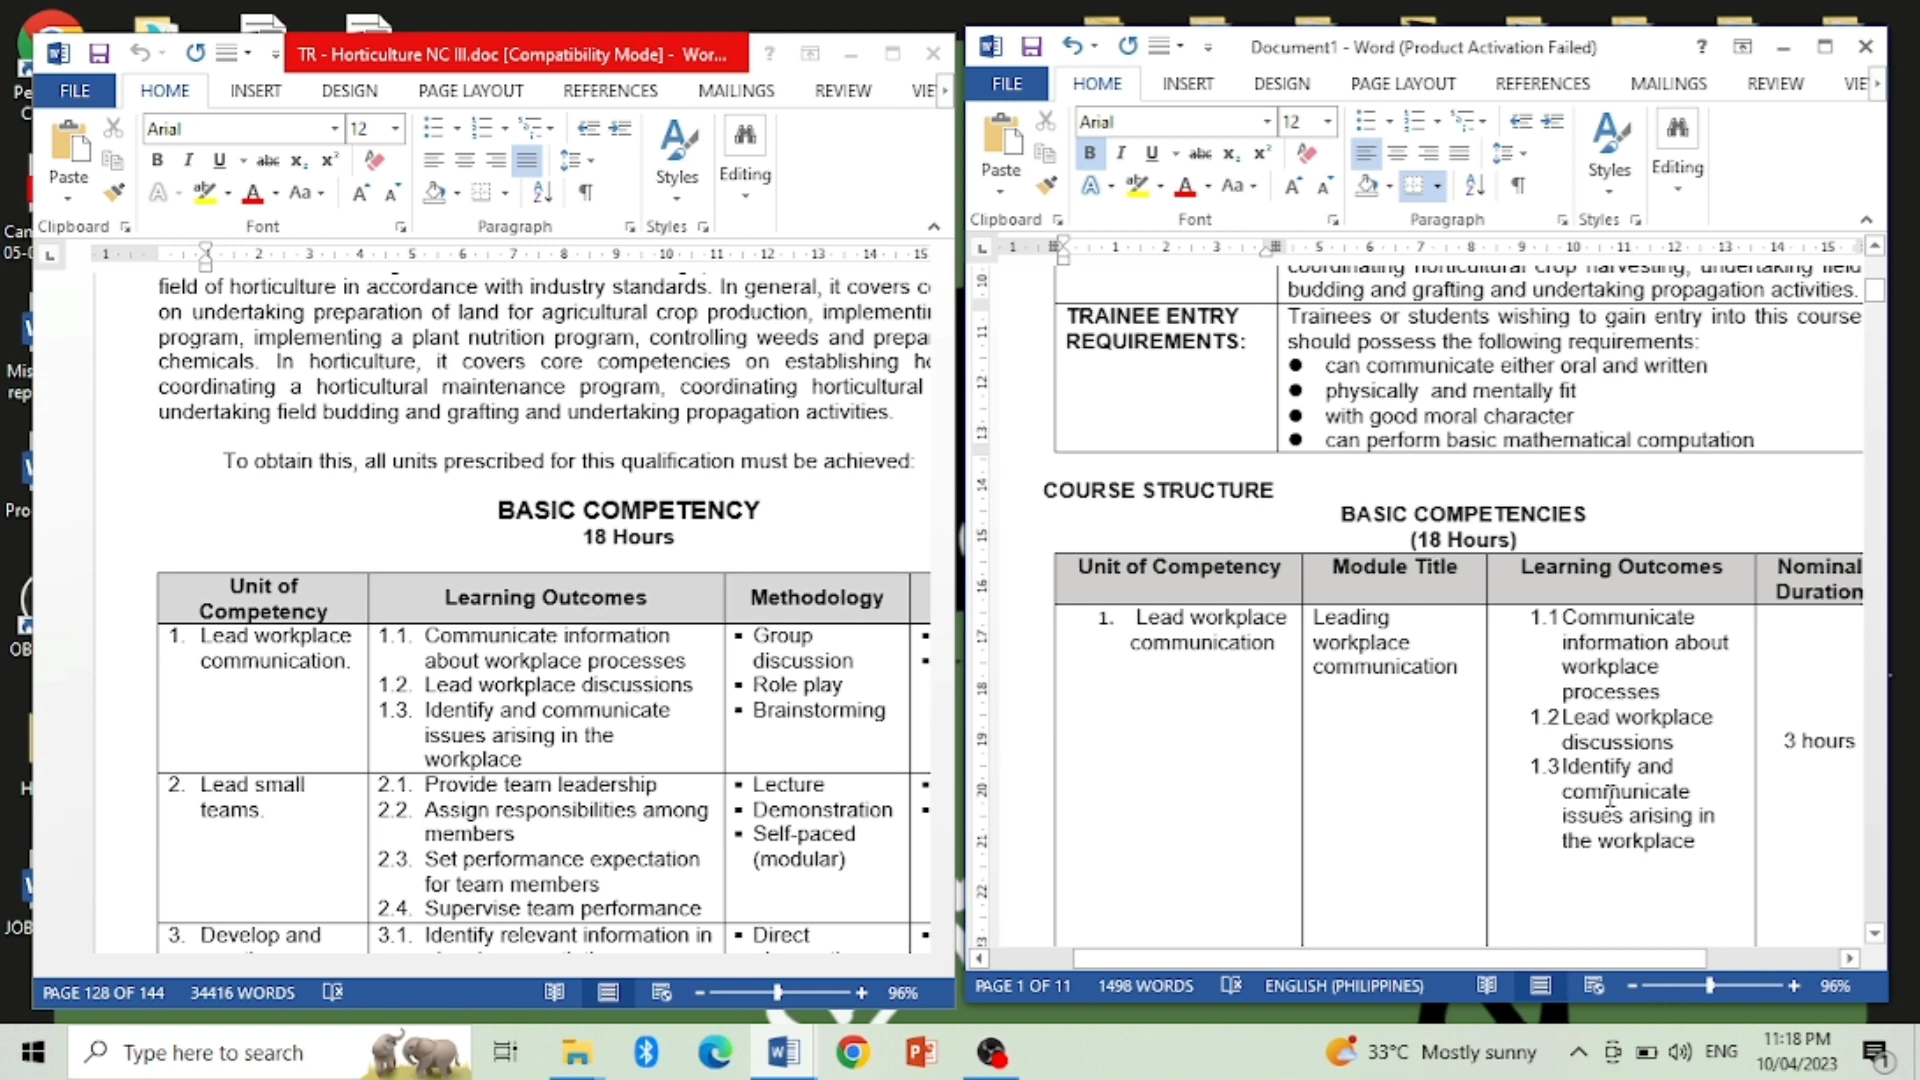 TR - Horticulture NC III.doc [Compatibility Mode] - Wor...
FILE
HOME
INSERT
DESIGN
PAGE LAYOUT
REFERENCES
MAILINGS
REVIEW
VIE
Arial
12
Paste
Styles
Editing
Clipboard
Font
Paragraph
Styles
field of horticulture in accordance with industry standards. In general, it covers c
on undertaking preparation of land for agricultural crop production, implementi
program, implementing a plant nutrition program, controlling weeds and prepa
chemicals. In horticulture, it covers core competencies on establishing h
coordinating a horticultural maintenance program, coordinating horticultural
undertaking field budding and grafting and undertaking propagation activities.
To obtain this, all units prescribed for this qualification must be achieved:
BASIC COMPETENCY
18 Hours
Unit of
Competency
Learning Outcomes
Methodology
1. Lead workplace
communication.
1.1. Communicate information
about workplace processes
1.2. Lead workplace discussions
1.3. Identify and communicate
issues arising in the
workplace
▪ Group
discussion
▪ Role play
▪ Brainstorming
2. Lead small
teams.
2.1. Provide team leadership
2.2. Assign responsibilities among
members
2.3. Set performance expectation
for team members
2.4. Supervise team performance
▪ Lecture
▪ Demonstration
▪ Self-paced
(modular)
3. Develop and
3.1. Identify relevant information in
▪ Direct
PAGE 128 OF 144
34416 WORDS
96%
Document1 - Word (Product Activation Failed)
FILE
HOME
INSERT
DESIGN
PAGE LAYOUT
REFERENCES
MAILINGS
REVIEW
VIE
Arial
12
Paste
Styles
Editing
Clipboard
Font
Paragraph
Styles
coordinating horticultural crop harvesting, undertaking field
budding and grafting and undertaking propagation activities.
TRAINEE ENTRY
REQUIREMENTS:
Trainees or students wishing to gain entry into this course
should possess the following requirements:
● can communicate either oral and written
● physically and mentally fit
● with good moral character
● can perform basic mathematical computation
COURSE STRUCTURE
BASIC COMPETENCIES
(18 Hours)
Unit of Competency
Module Title
Learning Outcomes
Nominal
Duration
1. Lead workplace
communication
Leading
workplace
communication
1.1 Communicate
information about
workplace
processes
1.2 Lead workplace
discussions
1.3 Identify and
communicate
issues arising in
the workplace
3 hours
PAGE 1 OF 11
1498 WORDS
ENGLISH (PHILIPPINES)
96%
Type here to search
33°C Mostly sunny
ENG
11:18 PM
10/04/2023